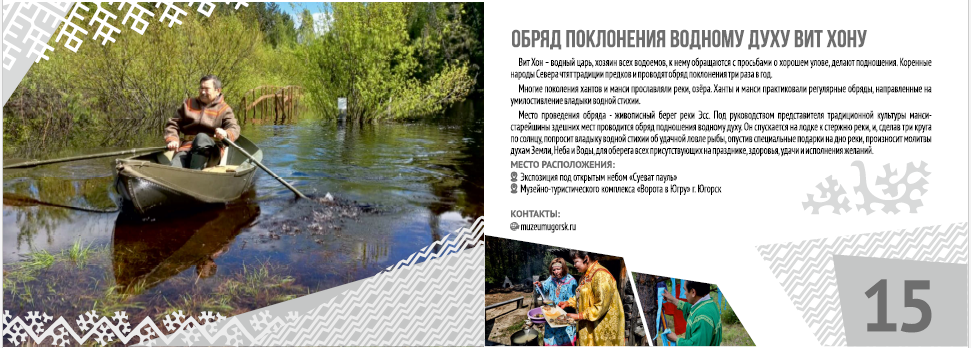 ОБРЯД ПОКЛОНЕНИЯ ВОДНОМУ ДУХУ ВИТ ХОНУ
Вит Хон – водный царь, хозяин всех водоемов, к нему обращаются с просьбами о хорошем улове, делают подношения. Коренные
народы Севера чтят традиции предков и проводят обряд поклонения три раза в год.
Многие поколения хантов и манси прославляли реки, озёра. Ханты и манси практиковали регулярные обряды, направленные на
умилостивление владыки водной стихии.
Место проведения обряда - живописный берег реки Эсс. Под руководством представителя традиционной культуры манси-
старейшины здешних мест проводится обряд подношения водному духу. Он спускается на лодке к стержню реки, и, сделав три круга
по солнцу, попросит владыку водной стихии об удачной ловле рыбы, опустив специальные подарки на дно реки, произносит молитвы
духам Земли, Неба и Воды, для оберега всех присутствующих на празднике, здоровья, удачи и исполнения желаний.
МЕСТО РАСПОЛОЖЕНИЯ:
Экспозиция под открытым небом «Суеват пауль»
Музейно-туристического комплекса «Ворота в Югру» г. Югорск
КОНТАКТЫ:
muzeumugorsk.ru
15